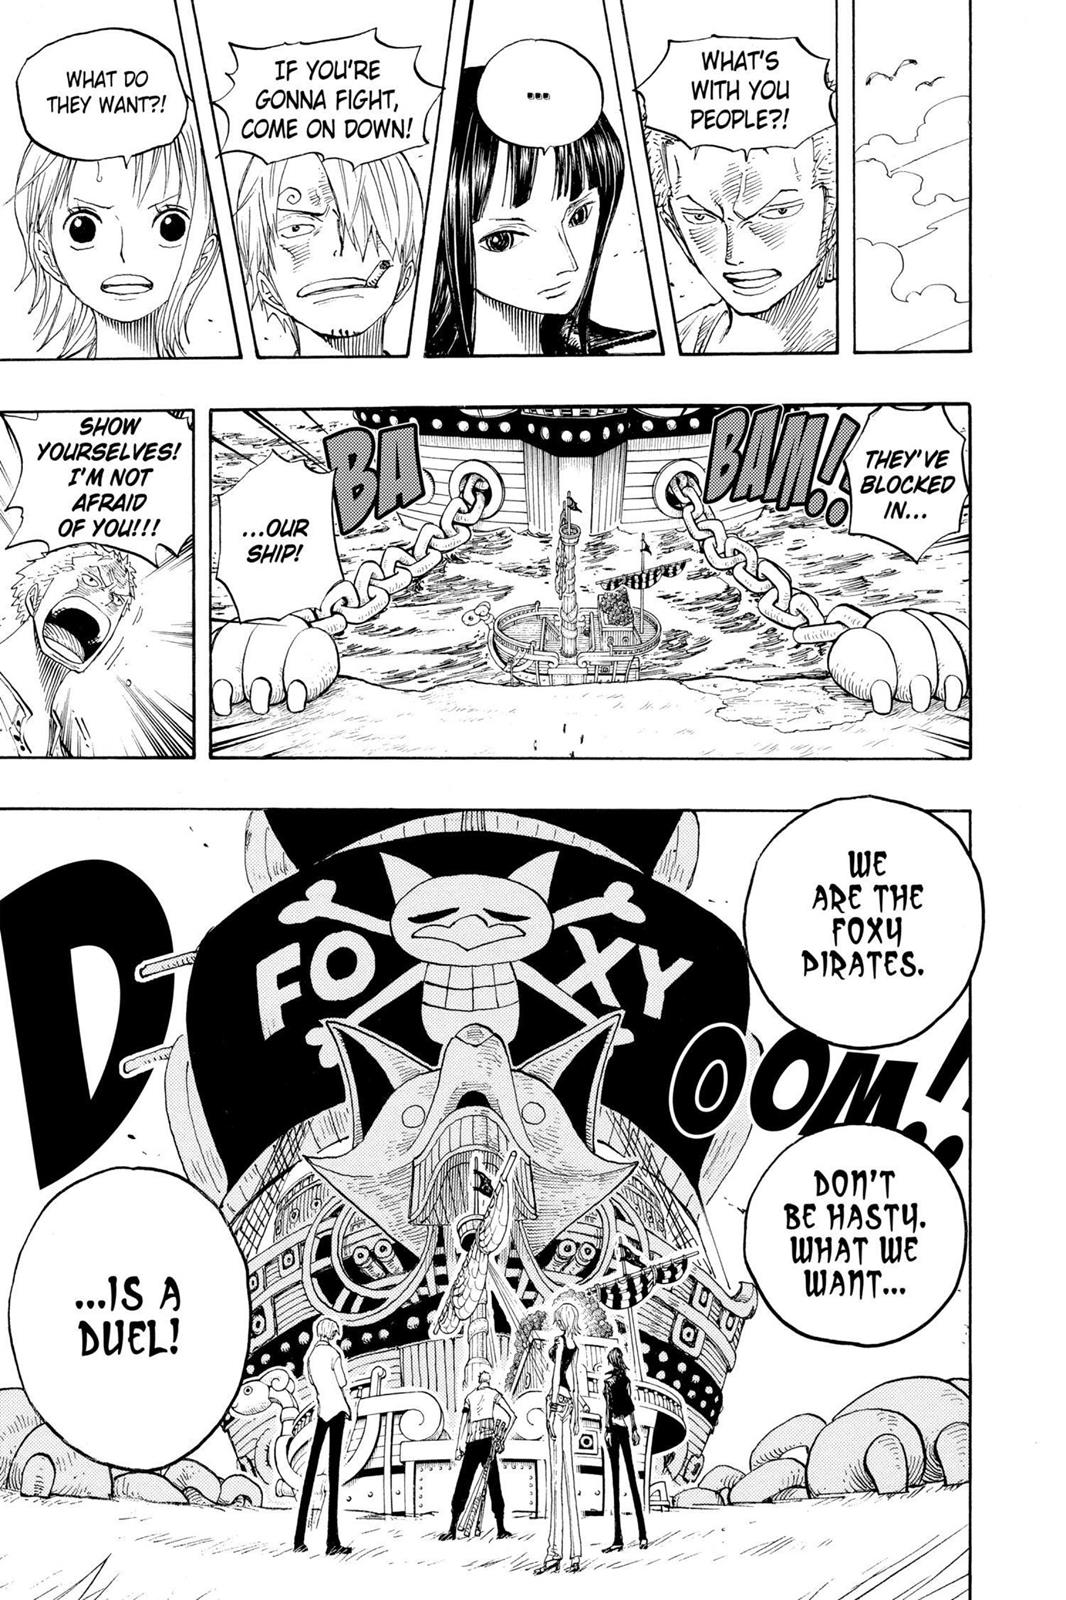 WHAT'S
WITH YOU
PEOPLE?!
...
IF YOU'RE
GONNA FIGHT,
COME ON DOWN!
WHAT DO
THEY WANT?!
THEY'VE
BLOCKED
IN...
BA
BAM!!
...OUR
SHIP!
SHOW
YOURSELVES!
I'M NOT
AFRAID
OF YOU!!!
WE
ARE THE
FOXY
PIRATES.
FO XY
DOOM!!
DON'T
BE HASTY.
WHAT WE
WANT...
...IS A
DUEL!